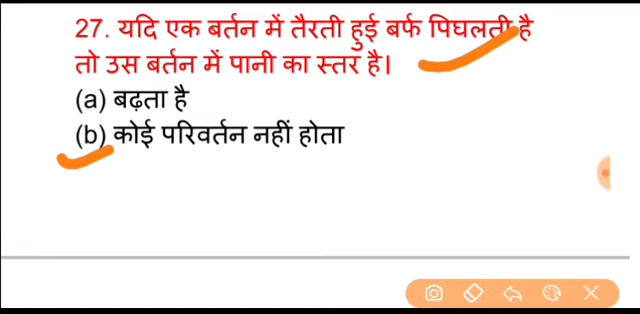 27. यदि एक बर्तन में तैरती हुई बर्फ पिघलती है
तो उस बर्तन में पानी का स्तर है।
(a) बढ़ता है
(b) कोई परिवर्तन नहीं होता